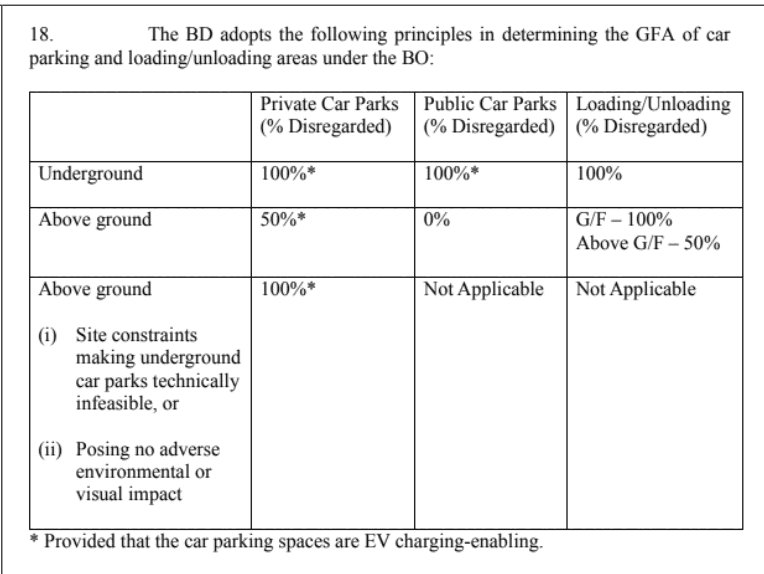 18. The BD adopts the following principles in determining the GFA of car
parking and loading/unloading areas under the BO:
Private Car Parks
(% Disregarded)
Public Car Parks
(% Disregarded)
Loading/Unloading
(% Disregarded)
Underground
100%*
100%*
100%
Above ground
50%*
0%
G/F – 100%
Above G/F – 50%
Above ground
(i) Site constraints
making underground
car parks technically
infeasible, or
(ii) Posing no adverse
environmental or
visual impact
100%*
Not Applicable
Not Applicable
* Provided that the car parking spaces are EV charging-enabling.